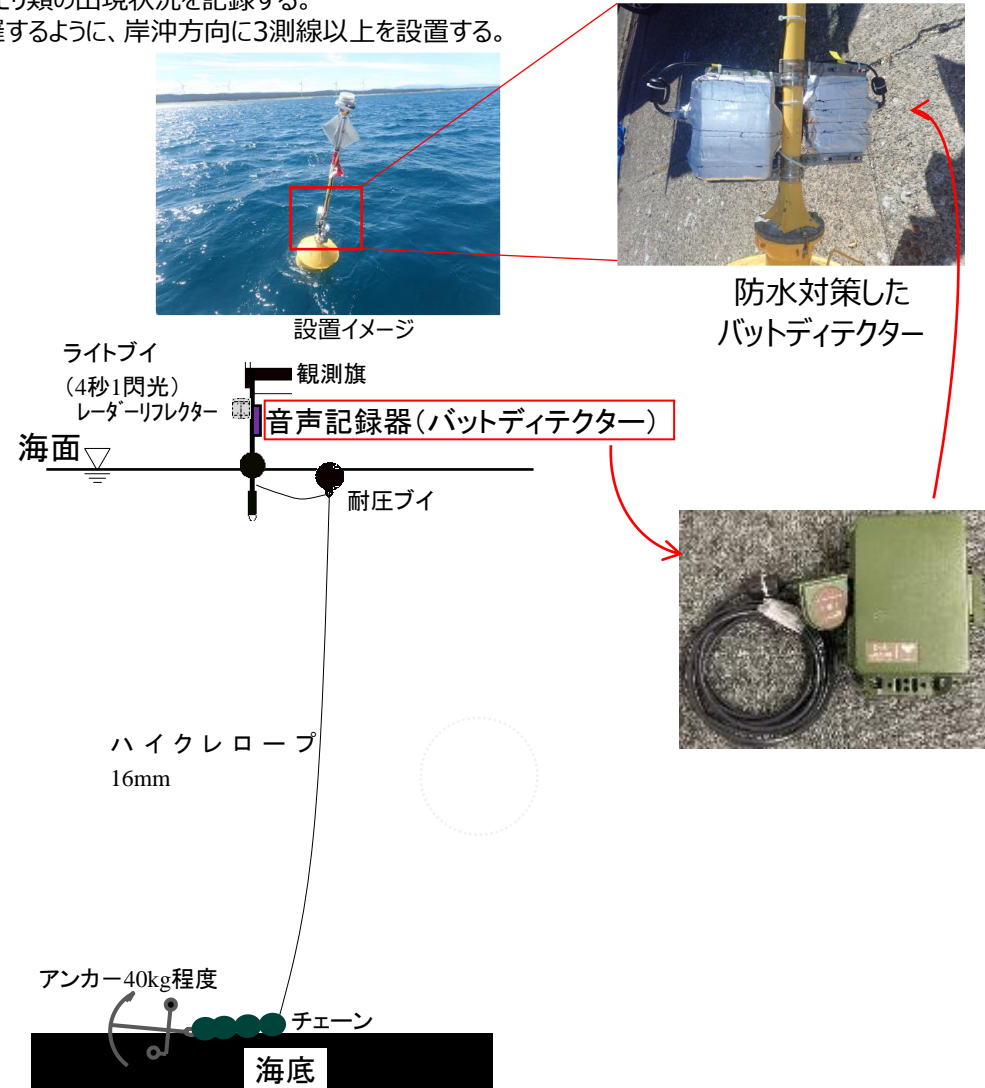 類の出現状況を記録する。
するように、岸沖方向に3測線以上を設置する。
設置イメージ
防水対策した
バットディテクター
ライトブイ
(4秒1閃光)
レーダーリフレクター
観測旗
音声記録器(バットディテクター)
海面
耐圧ブイ
ハイクレロープ
16mm
アンカー40kg程度
チェーン
海底